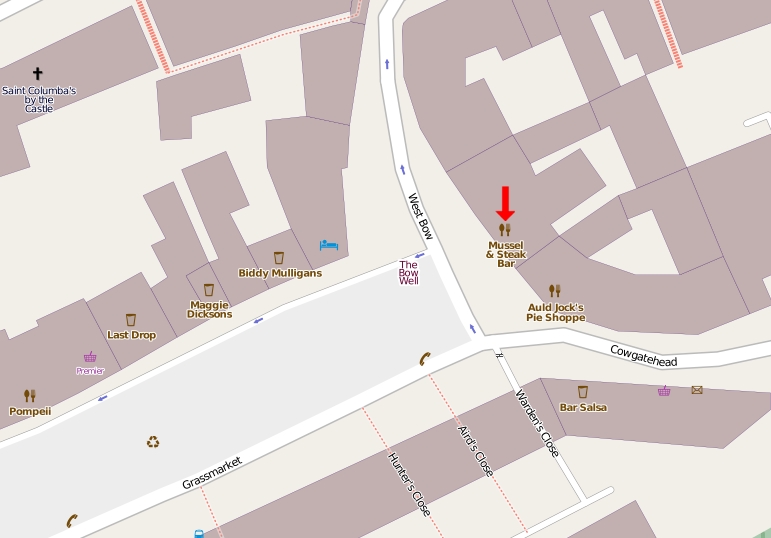 Saint Columba's
by the
Castle
West Bow
Mussel
& Steak
Bar
Biddy Mulligans
The
Bow
Well
Maggie
Dicksons
Auld Jock's
Pie Shoppe
Last Drop
Cowgatehead
Premier
Pompeii
Bar Salsa
Warden's Close
Aird's Close
Hunter's Close
Grassmarket